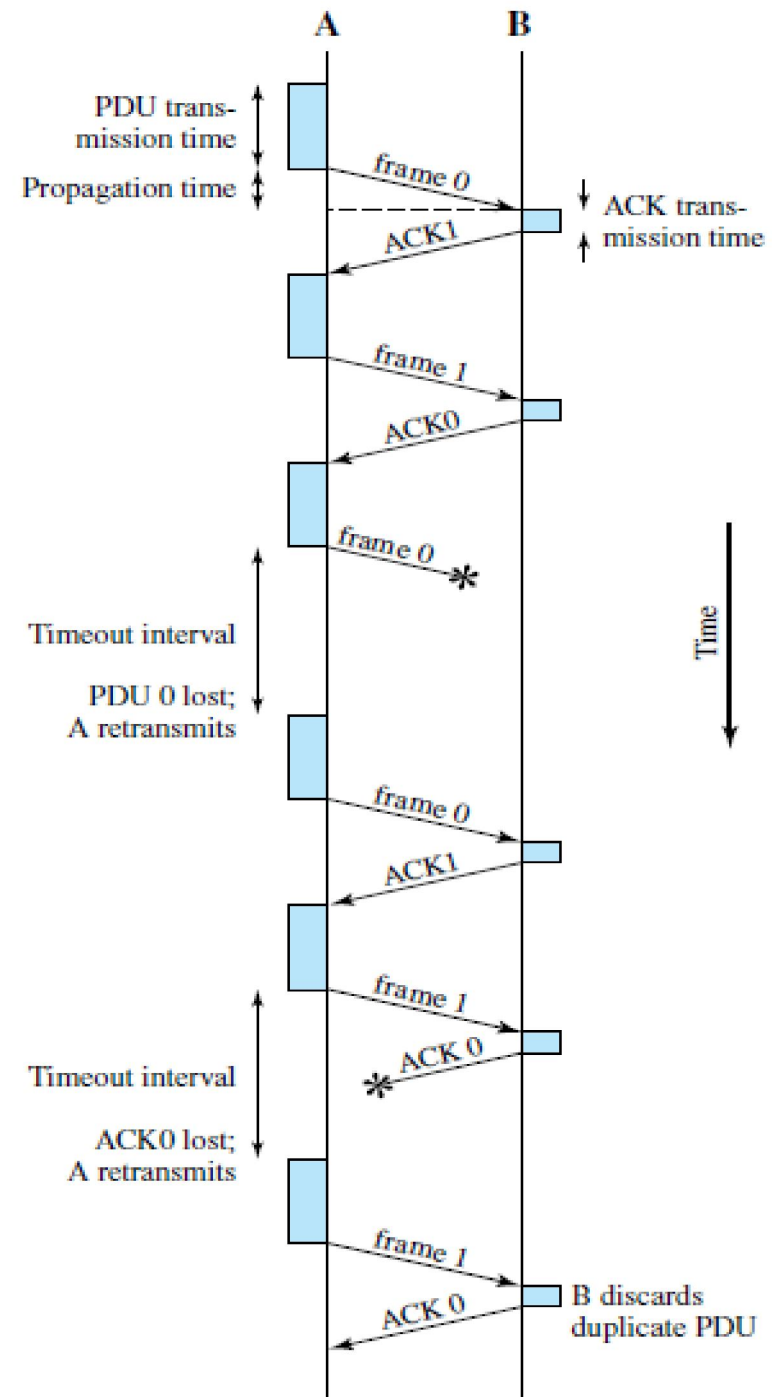 A
B
PDU trans-
mission time
Propagation time
frame 0
ACK trans-
mission time
ACK1
frame 1
ACK0
frame 0
Timeout interval
Time
PDU 0 lost;
A retransmits
frame 0
ACK1
frame 1
ACK 0
Timeout interval
ACK0 lost;
A retransmits
frame 1
ACK 0
B discards
duplicate PDU